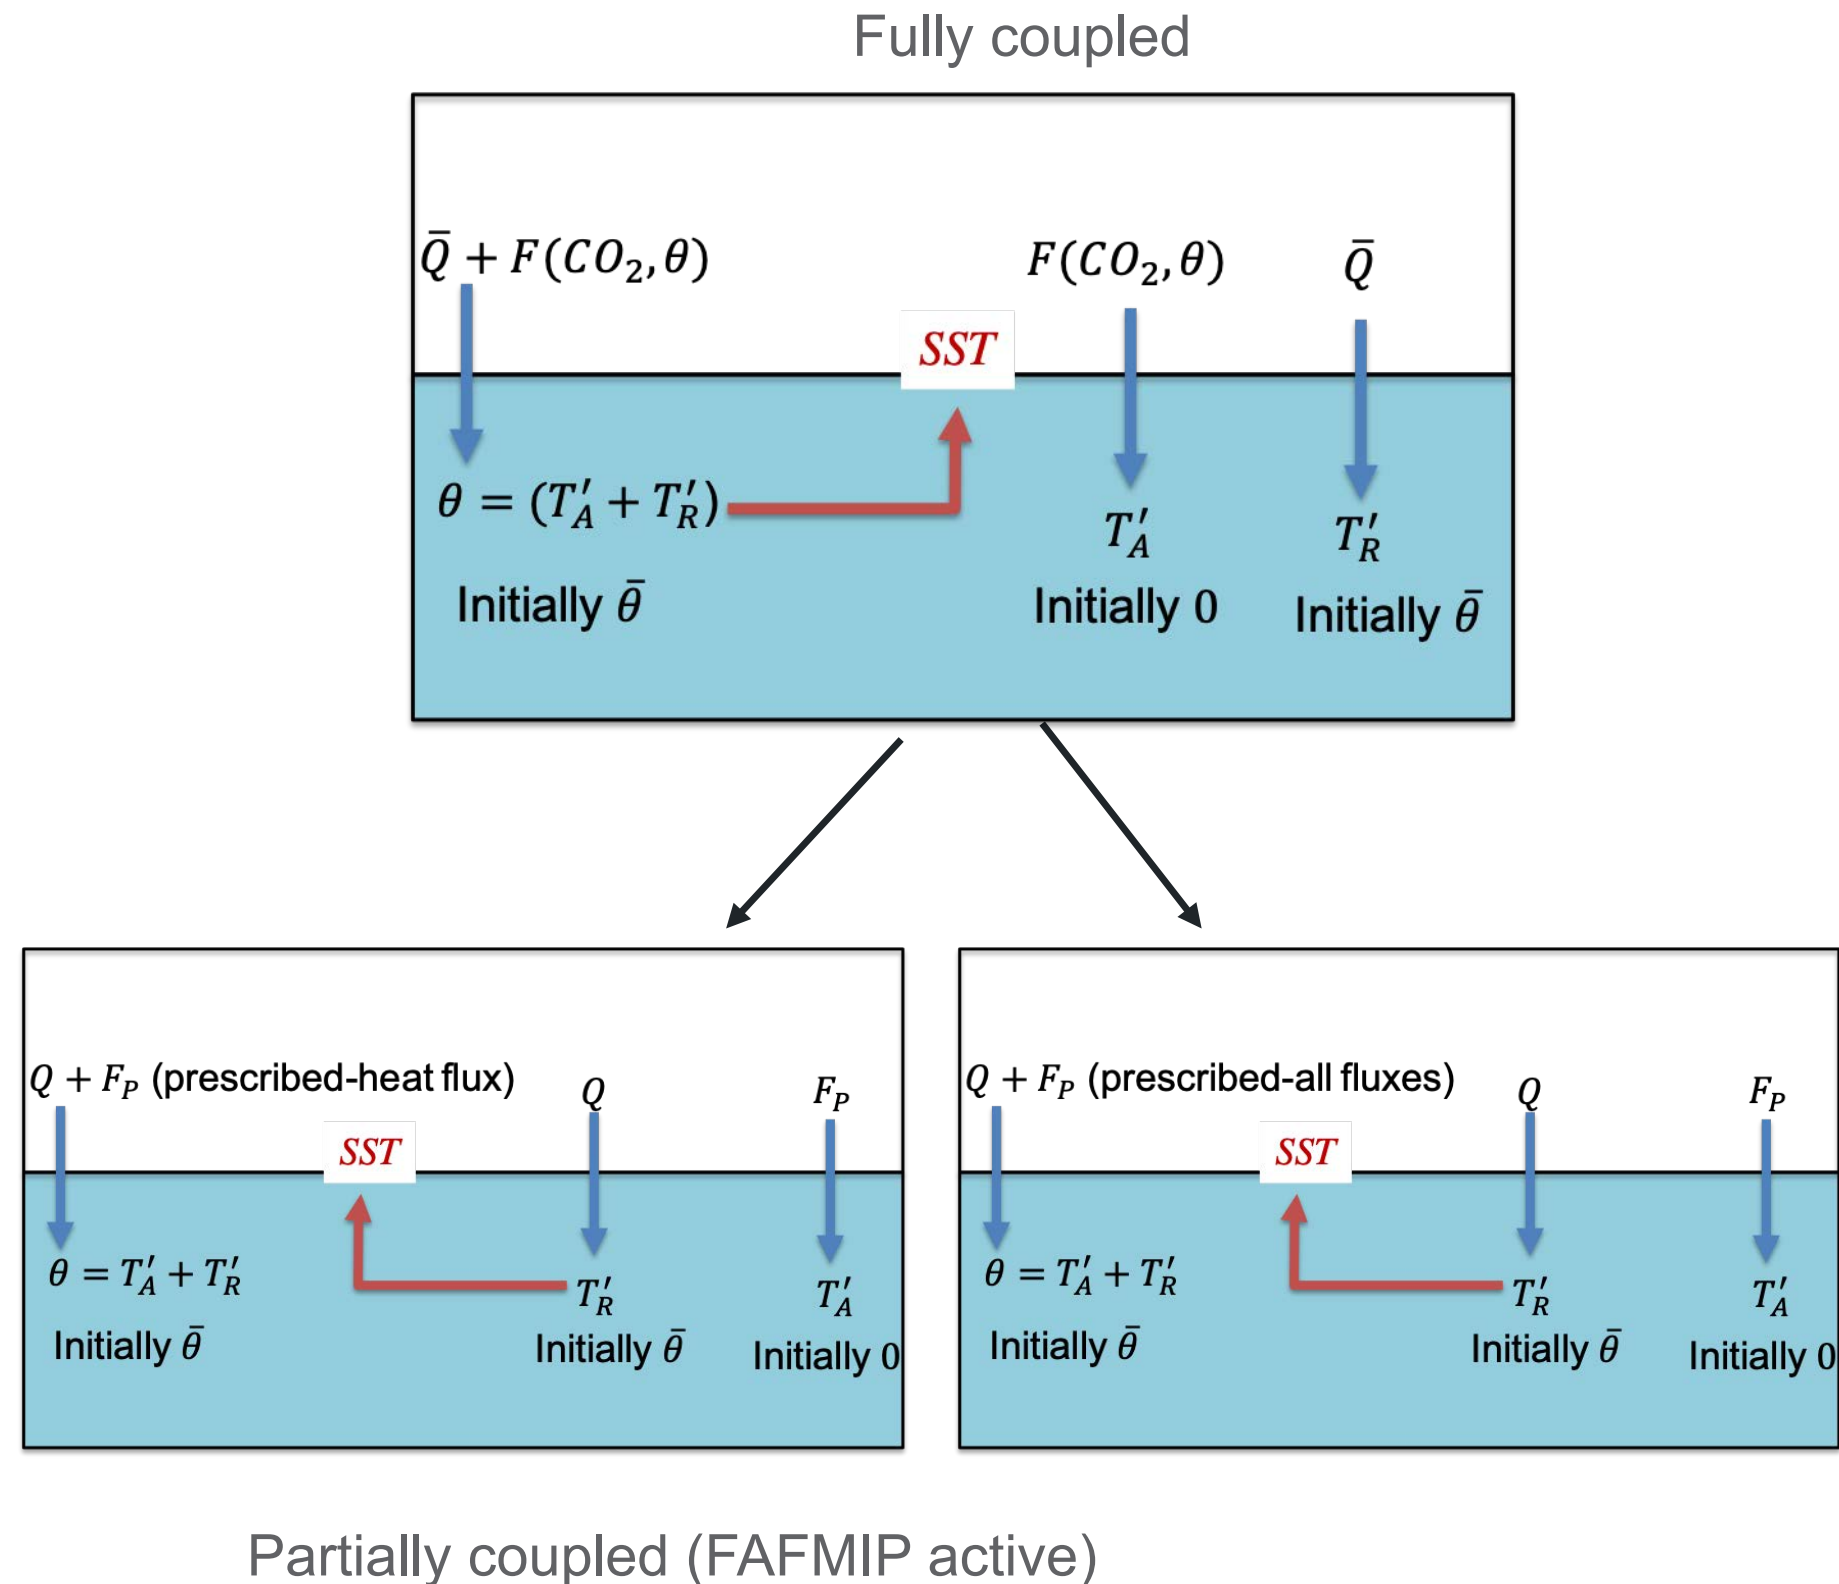 Fully coupled
Q̄ + F(CO₂, θ)
F(CO₂, θ)
Q̄
SST
θ = (T′_A + T′_R)
T′_A
T′_R
Initially θ̄
Initially 0
Initially θ̄
Q + F_P (prescribed-heat flux)
Q
F_P
SST
θ = T′_A + T′_R
T′_R
T′_A
Initially θ̄
Initially θ̄
Initially 0
Q + F_P (prescribed-all fluxes)
Q
F_P
SST
θ = T′_A + T′_R
T′_R
T′_A
Initially θ̄
Initially θ̄
Initially 0
Partially coupled (FAFMIP active)